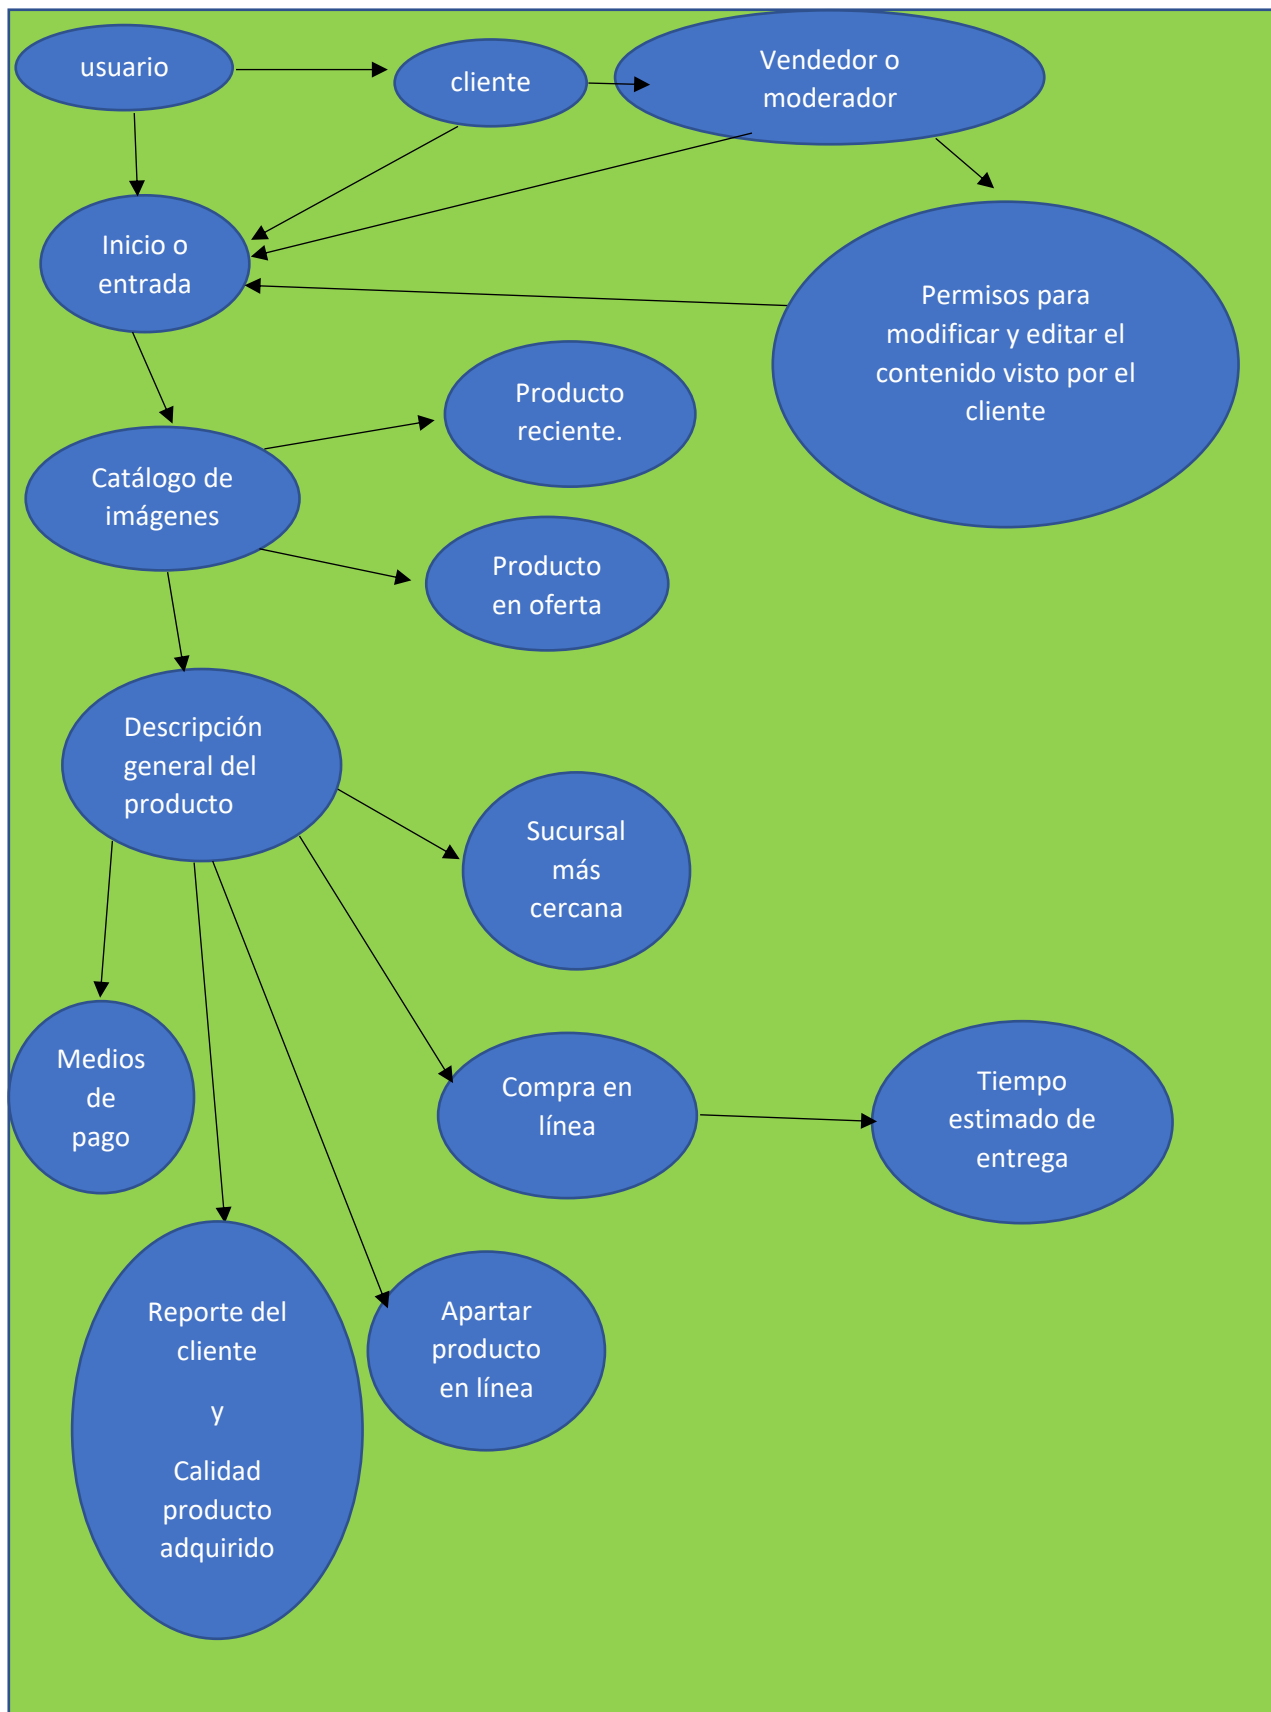 usuario
cliente
Vendedor o
moderador
Inicio o
entrada
Permisos para
modificar y editar el
contenido visto por el
cliente
Producto
reciente.
Catálogo de
imágenes
Producto
en oferta
Descripción
general del
producto
Sucursal
más
cercana
Medios
de
pago
Compra en
línea
Tiempo
estimado de
entrega
Reporte del
cliente
y
Calidad
producto
adquirido
Apartar
producto
en línea